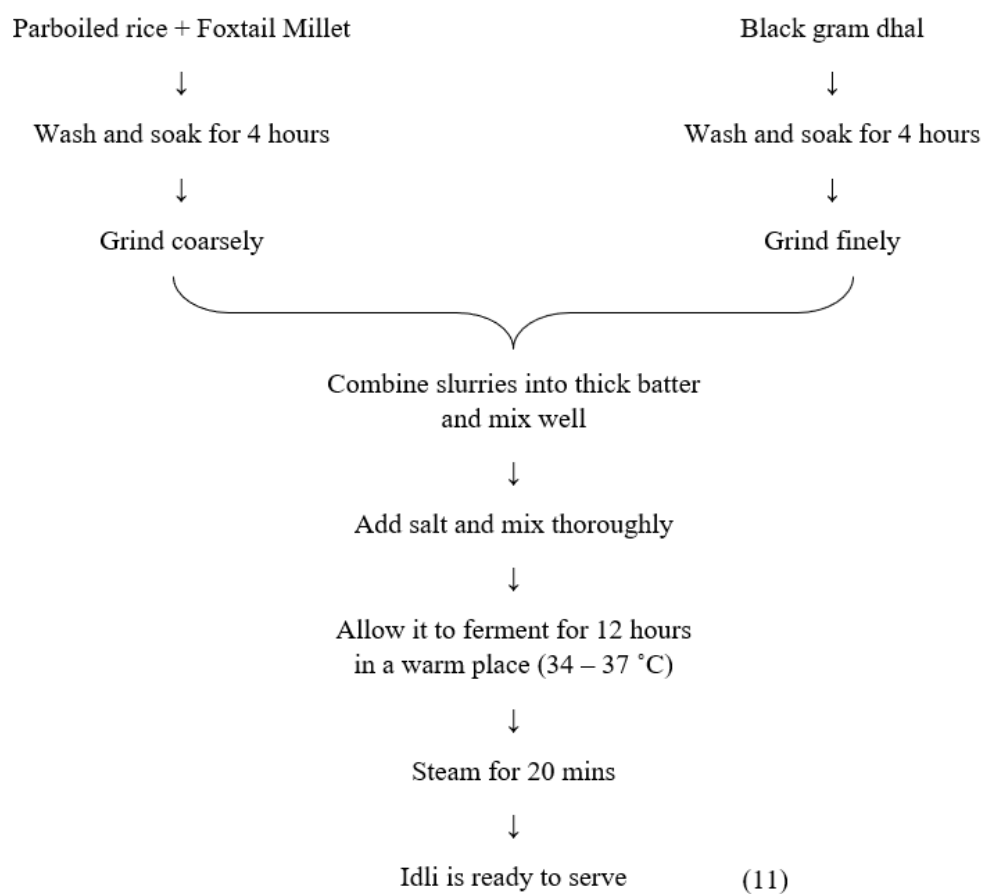 Parboiled rice + Foxtail Millet
Black gram dhal
↓
↓
Wash and soak for 4 hours
Wash and soak for 4 hours
↓
↓
Grind coarsely
Grind finely
Combine slurries into thick batter
and mix well
↓
Add salt and mix thoroughly
↓
Allow it to ferment for 12 hours
in a warm place (34 – 37 ˚C)
↓
Steam for 20 mins
↓
Idli is ready to serve (11)